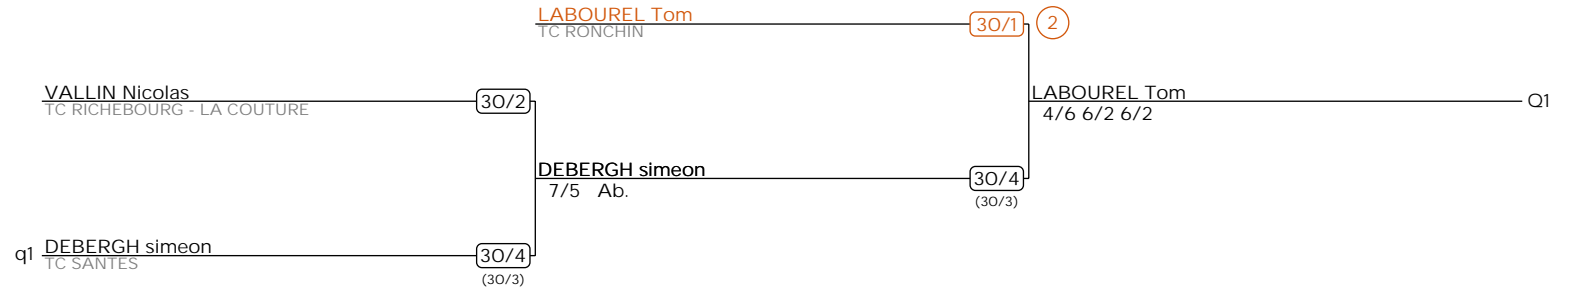 LABOUREL Tom
TC RONCHIN
30/1
2
VALLIN Nicolas
TC RICHEBOURG - LA COUTURE
30/2
LABOUREL Tom
4/6 6/2 6/2
Q1
DEBERGH simeon
7/5 Ab.
30/4
(30/3)
q1
DEBERGH simeon
TC SANTES
30/4
(30/3)